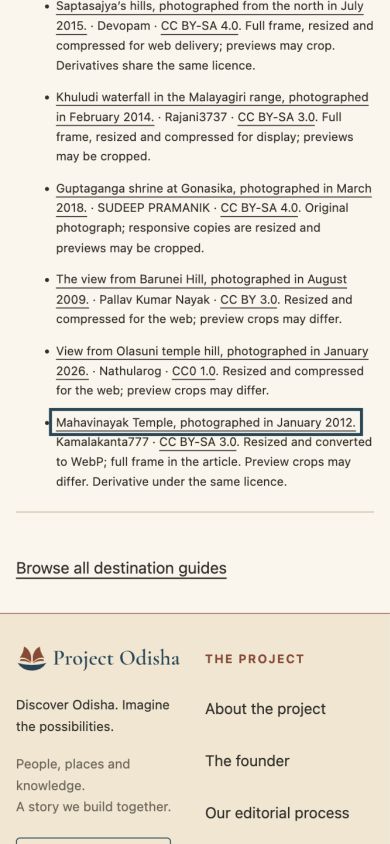 Saptasajya's hills, photographed from the north in July
2015. · Devopam · CC BY-SA 4.0. Full frame, resized and
compressed for web delivery; previews may crop.
Derivatives share the same licence.
Khuludi waterfall in the Malayagiri range, photographed
in February 2014. · Rajani3737 · CC BY-SA 3.0. Full
frame, resized and compressed for display; previews
may be cropped.
Guptaganga shrine at Gonasika, photographed in March
2018. · SUDEEP PRAMANIK · CC BY-SA 4.0. Original
photograph; responsive copies are resized and
previews may be cropped.
The view from Barunei Hill, photographed in August
2009. · Pallav Kumar Nayak · CC BY 3.0. Resized and
compressed for the web; preview crops may differ.
View from Olasuni temple hill, photographed in January
2026. · Nathularog · CC0 1.0. Resized and compressed
for the web; preview crops may differ.
Mahavinayak Temple, photographed in January 2012. ·
Kamalakanta777 · CC BY-SA 3.0. Resized and converted
to WebP; full frame in the article. Preview crops may
differ. Derivative under the same licence.
Browse all destination guides
Project Odisha
Discover Odisha. Imagine
the possibilities.
People, places and
knowledge.
A story we build together.
THE PROJECT
About the project
The founder
Our editorial process